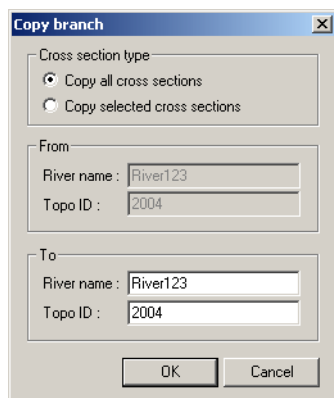 Copy branch
Cross section type
Copy all cross sections
Copy selected cross sections
From
River name : River123
Topo ID : 2004
To
River name : River123
Topo ID : 2004
OK Cancel